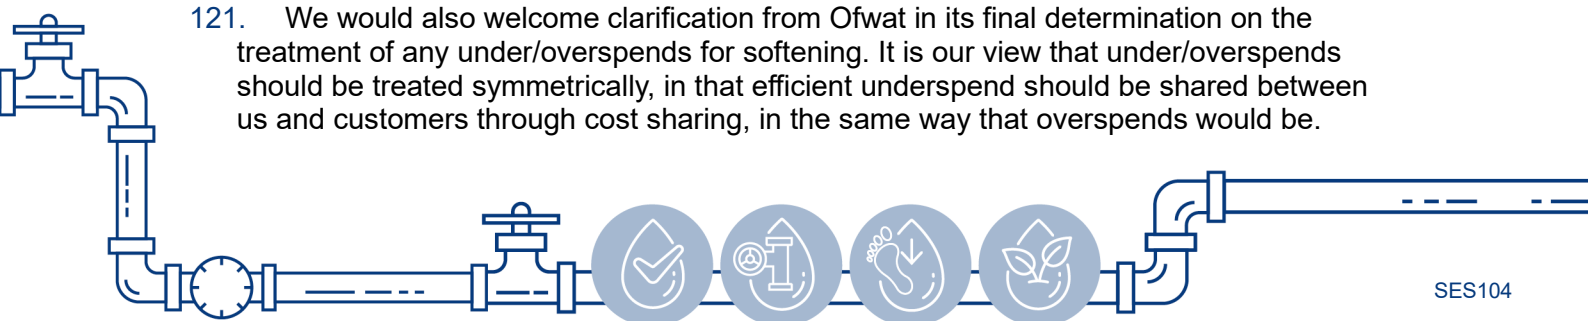 121. We would also welcome clarification from Ofwat in its final determination on the
treatment of any under/overspends for softening. It is our view that under/overspends
should be treated symmetrically, in that efficient underspend should be shared between
us and customers through cost sharing, in the same way that overspends would be.
SES104